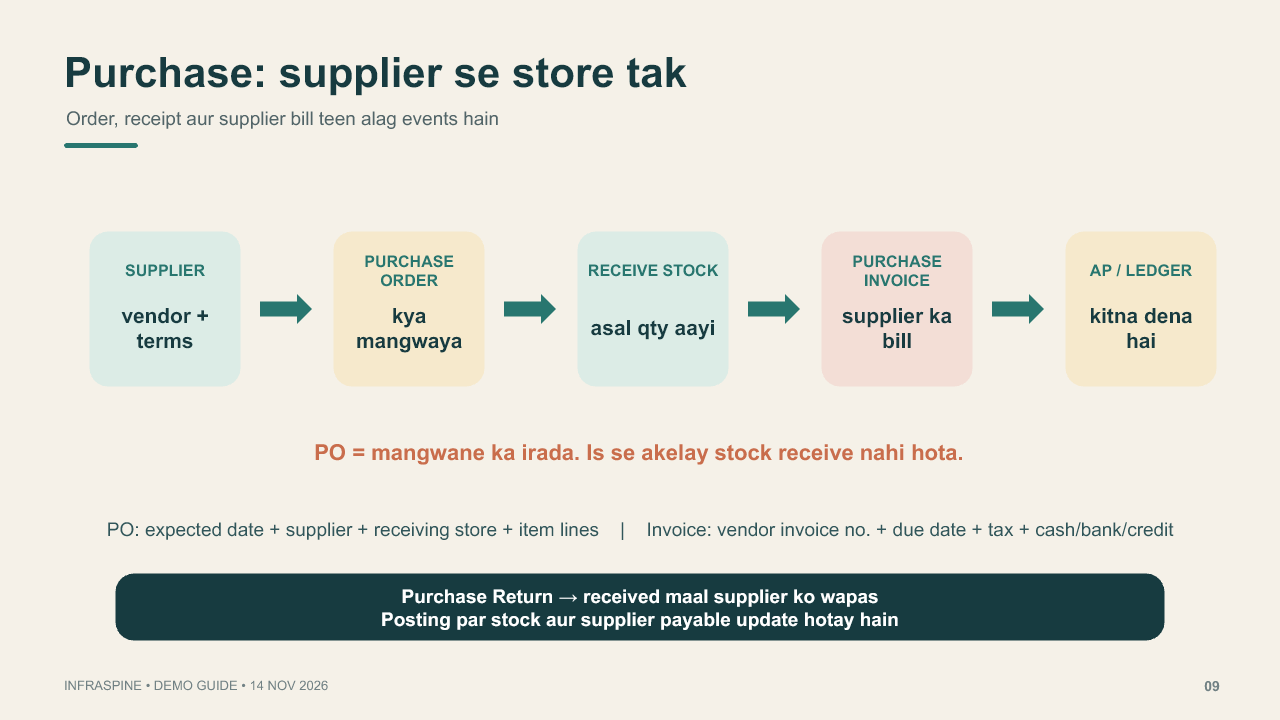 Purchase: supplier se store tak
Order, receipt aur supplier bill teen alag events hain
SUPPLIER
vendor +
terms
PURCHASE
ORDER
kya
mangwaya
RECEIVE STOCK
asal qty aayi
PURCHASE
INVOICE
supplier ka
bill
AP / LEDGER
kitna dena
hai
PO = mangwane ka irada. Is se akelay stock receive nahi hota.
PO: expected date + supplier + receiving store + item lines | Invoice: vendor invoice no. + due date + tax + cash/bank/credit
Purchase Return → received maal supplier ko wapas
Posting par stock aur supplier payable update hotay hain
INFRASPINE • DEMO GUIDE • 14 NOV 2026
09